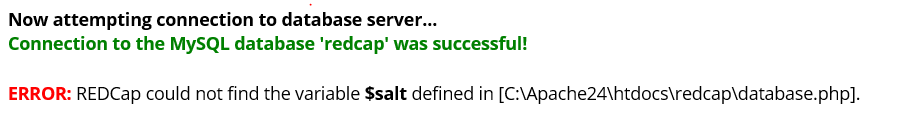 Now attempting connection to database server...
Connection to the MySQL database 'redcap' was successful!
ERROR: REDCap could not find the variable $salt defined in [C:\Apache24\htdocs\redcap\database.php].